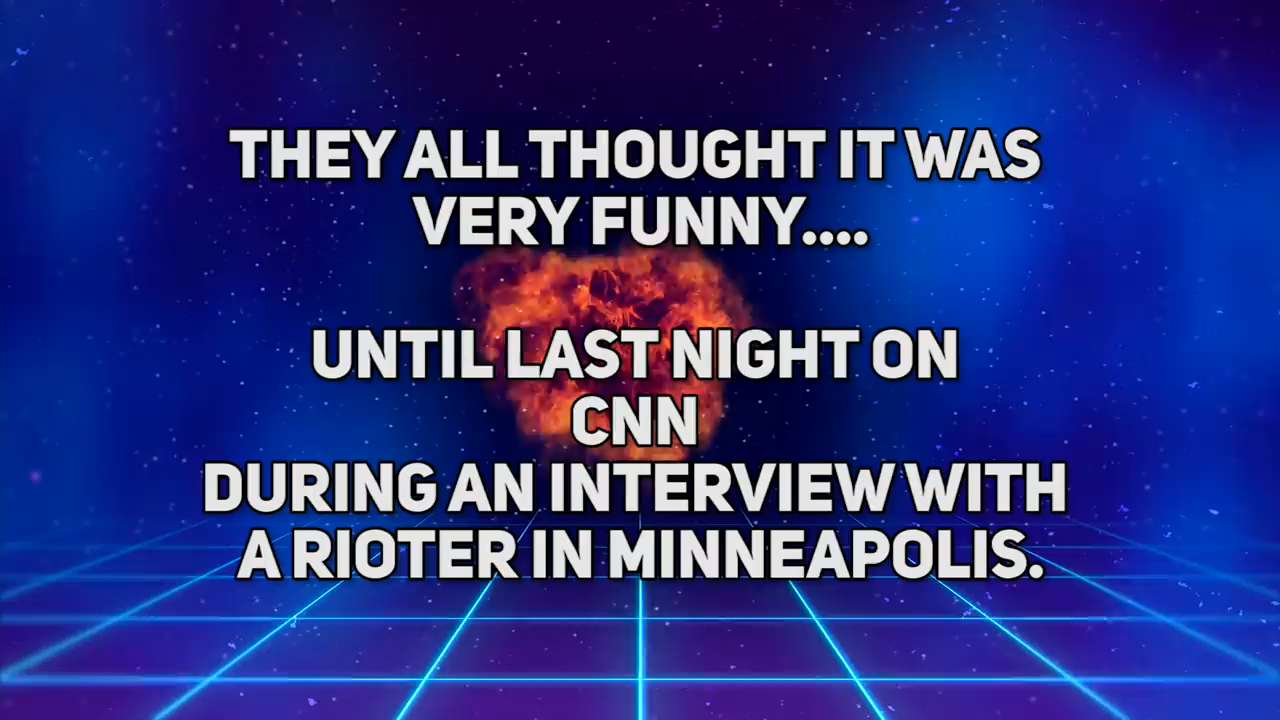 THEY ALL THOUGHT IT WAS
VERY FUNNY....
UNTIL LAST NIGHT ON
CNN
DURING AN INTERVIEW WITH
A RIOTER IN MINNEAPOLIS.